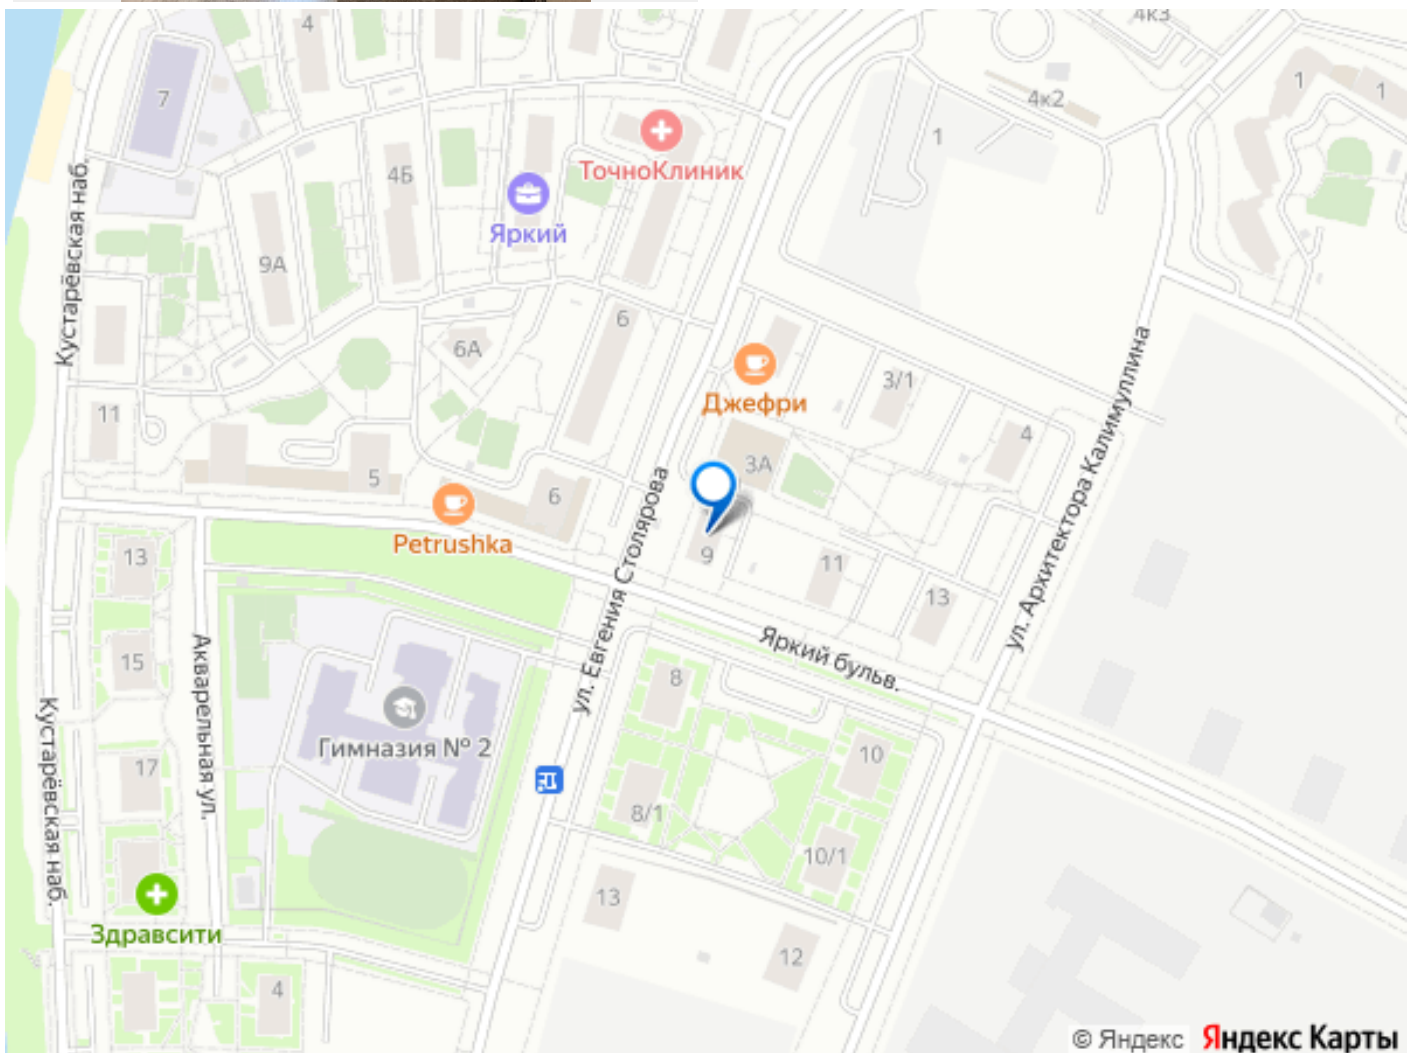 4
4к3
7
1
1
4к2
1
ТочноКлиник
4Б
Яркий
9А
Кустарёвская наб.
6
6А
Джефри
3/1
11
4
ул. Архитектора Калимуллина
3А
5
6
Petrushka
ул. Евгения Столярова
9
11
13
13
Яркий бульв.
15
Акварельная ул.
8
Гимназия № 2
10
17
Кустарёвская наб.
8/1
10/1
13
Здравсити
12
4
© Яндекс Яндекс Карты